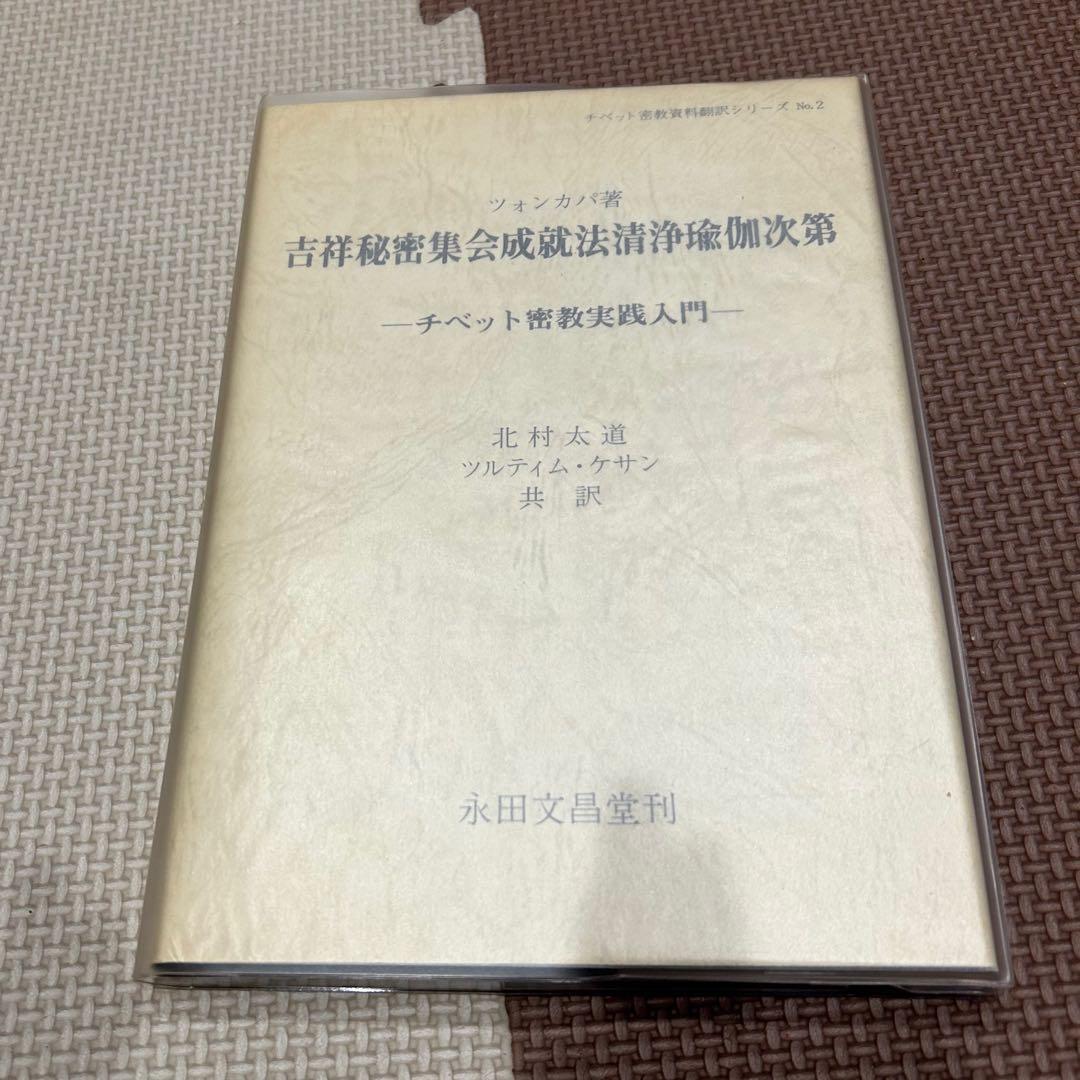 チベット密教資料翻訳シリーズ No.2
ツォンカパ著
吉祥秘密集会成就法清浄瑜伽次第
―チベット密教実践入門―
北村太道
ツルティム・ケサン
共訳
永田文昌堂刊